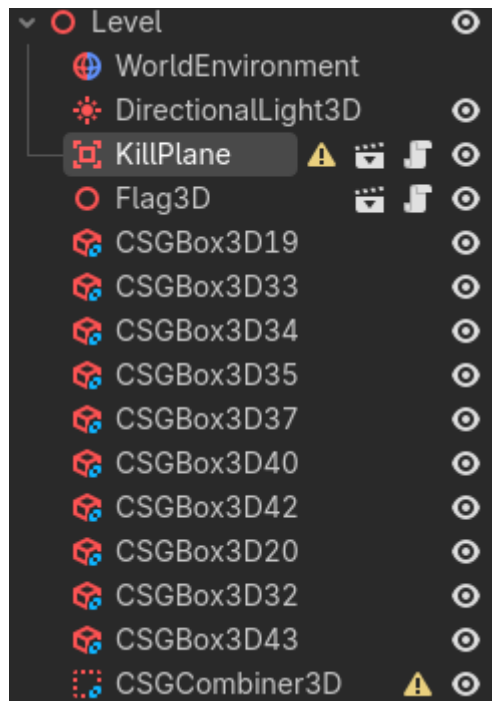 Level
WorldEnvironment
DirectionalLight3D
KillPlane
Flag3D
CSGBox3D19
CSGBox3D33
CSGBox3D34
CSGBox3D35
CSGBox3D37
CSGBox3D40
CSGBox3D42
CSGBox3D20
CSGBox3D32
CSGBox3D43
CSGCombiner3D